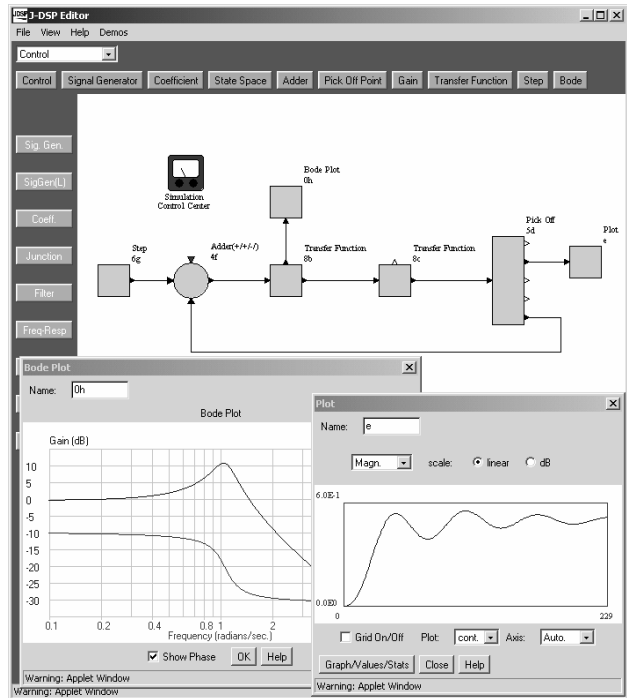 J-DSP Editor
File View Help Demos
Control
Control Signal Generator Coefficient State Space Adder Pick Off Point Gain Transfer Function Step Bode
Sig. Gen.
SigGen(L)
Coeff.
Junction
Filter
Freq-Resp
Simulation
Control Center
Bode Plot
0h
Step
6g
Adder(+/+/-/)
4f
Transfer Function
8b
Transfer Function
8c
Pick Off
5d
Plot
e
Bode Plot
Name: 0h
Bode Plot
Gain (dB)
10
5
0
-5
-10
-15
-20
-25
-30
0.1 0.2 0.4 0.8 1 2
Frequency (radians/sec.)
Show Phase OK Help
Warning: Applet Window
Warning: Applet Window
Plot
Name: e
Magn. scale: linear dB
6.0E-1
0.0E0
0 229
Grid On/Off Plot: cont. Axis: Auto.
Graph/Values/Stats Close Help
Warning: Applet Window